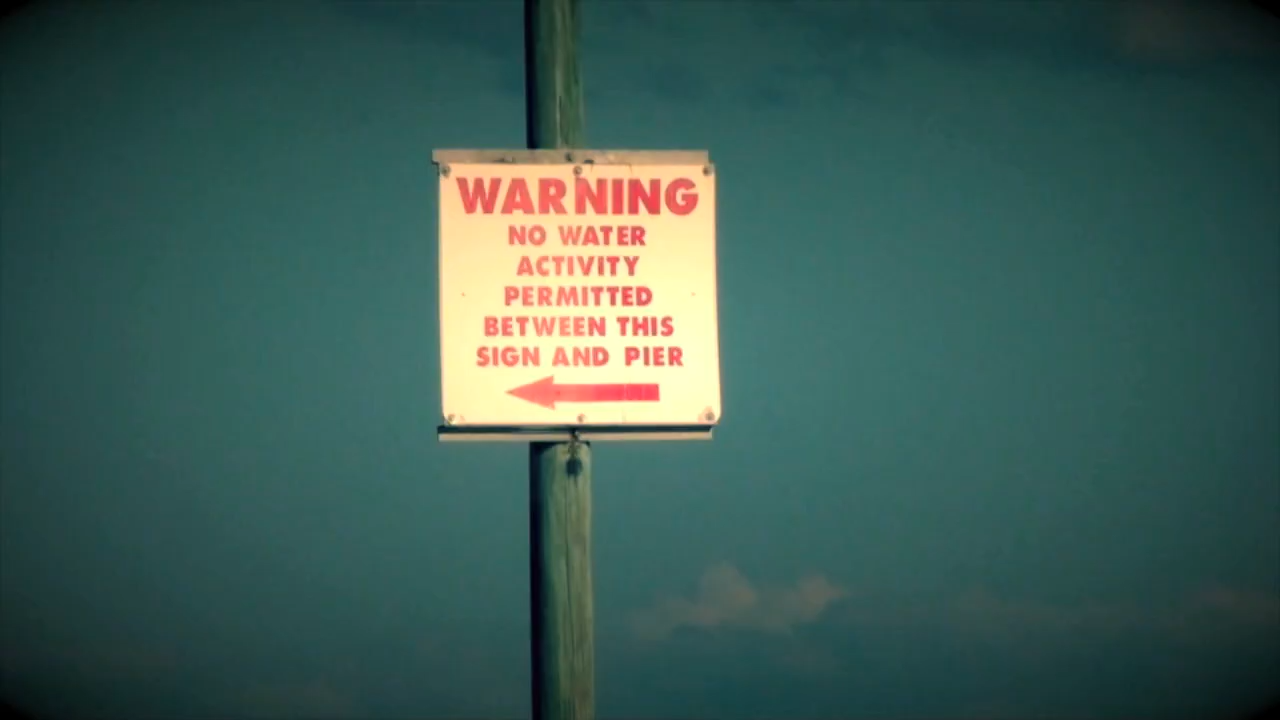 WARNING
NO WATER
ACTIVITY
PERMITTED
BETWEEN THIS
SIGN AND PIER